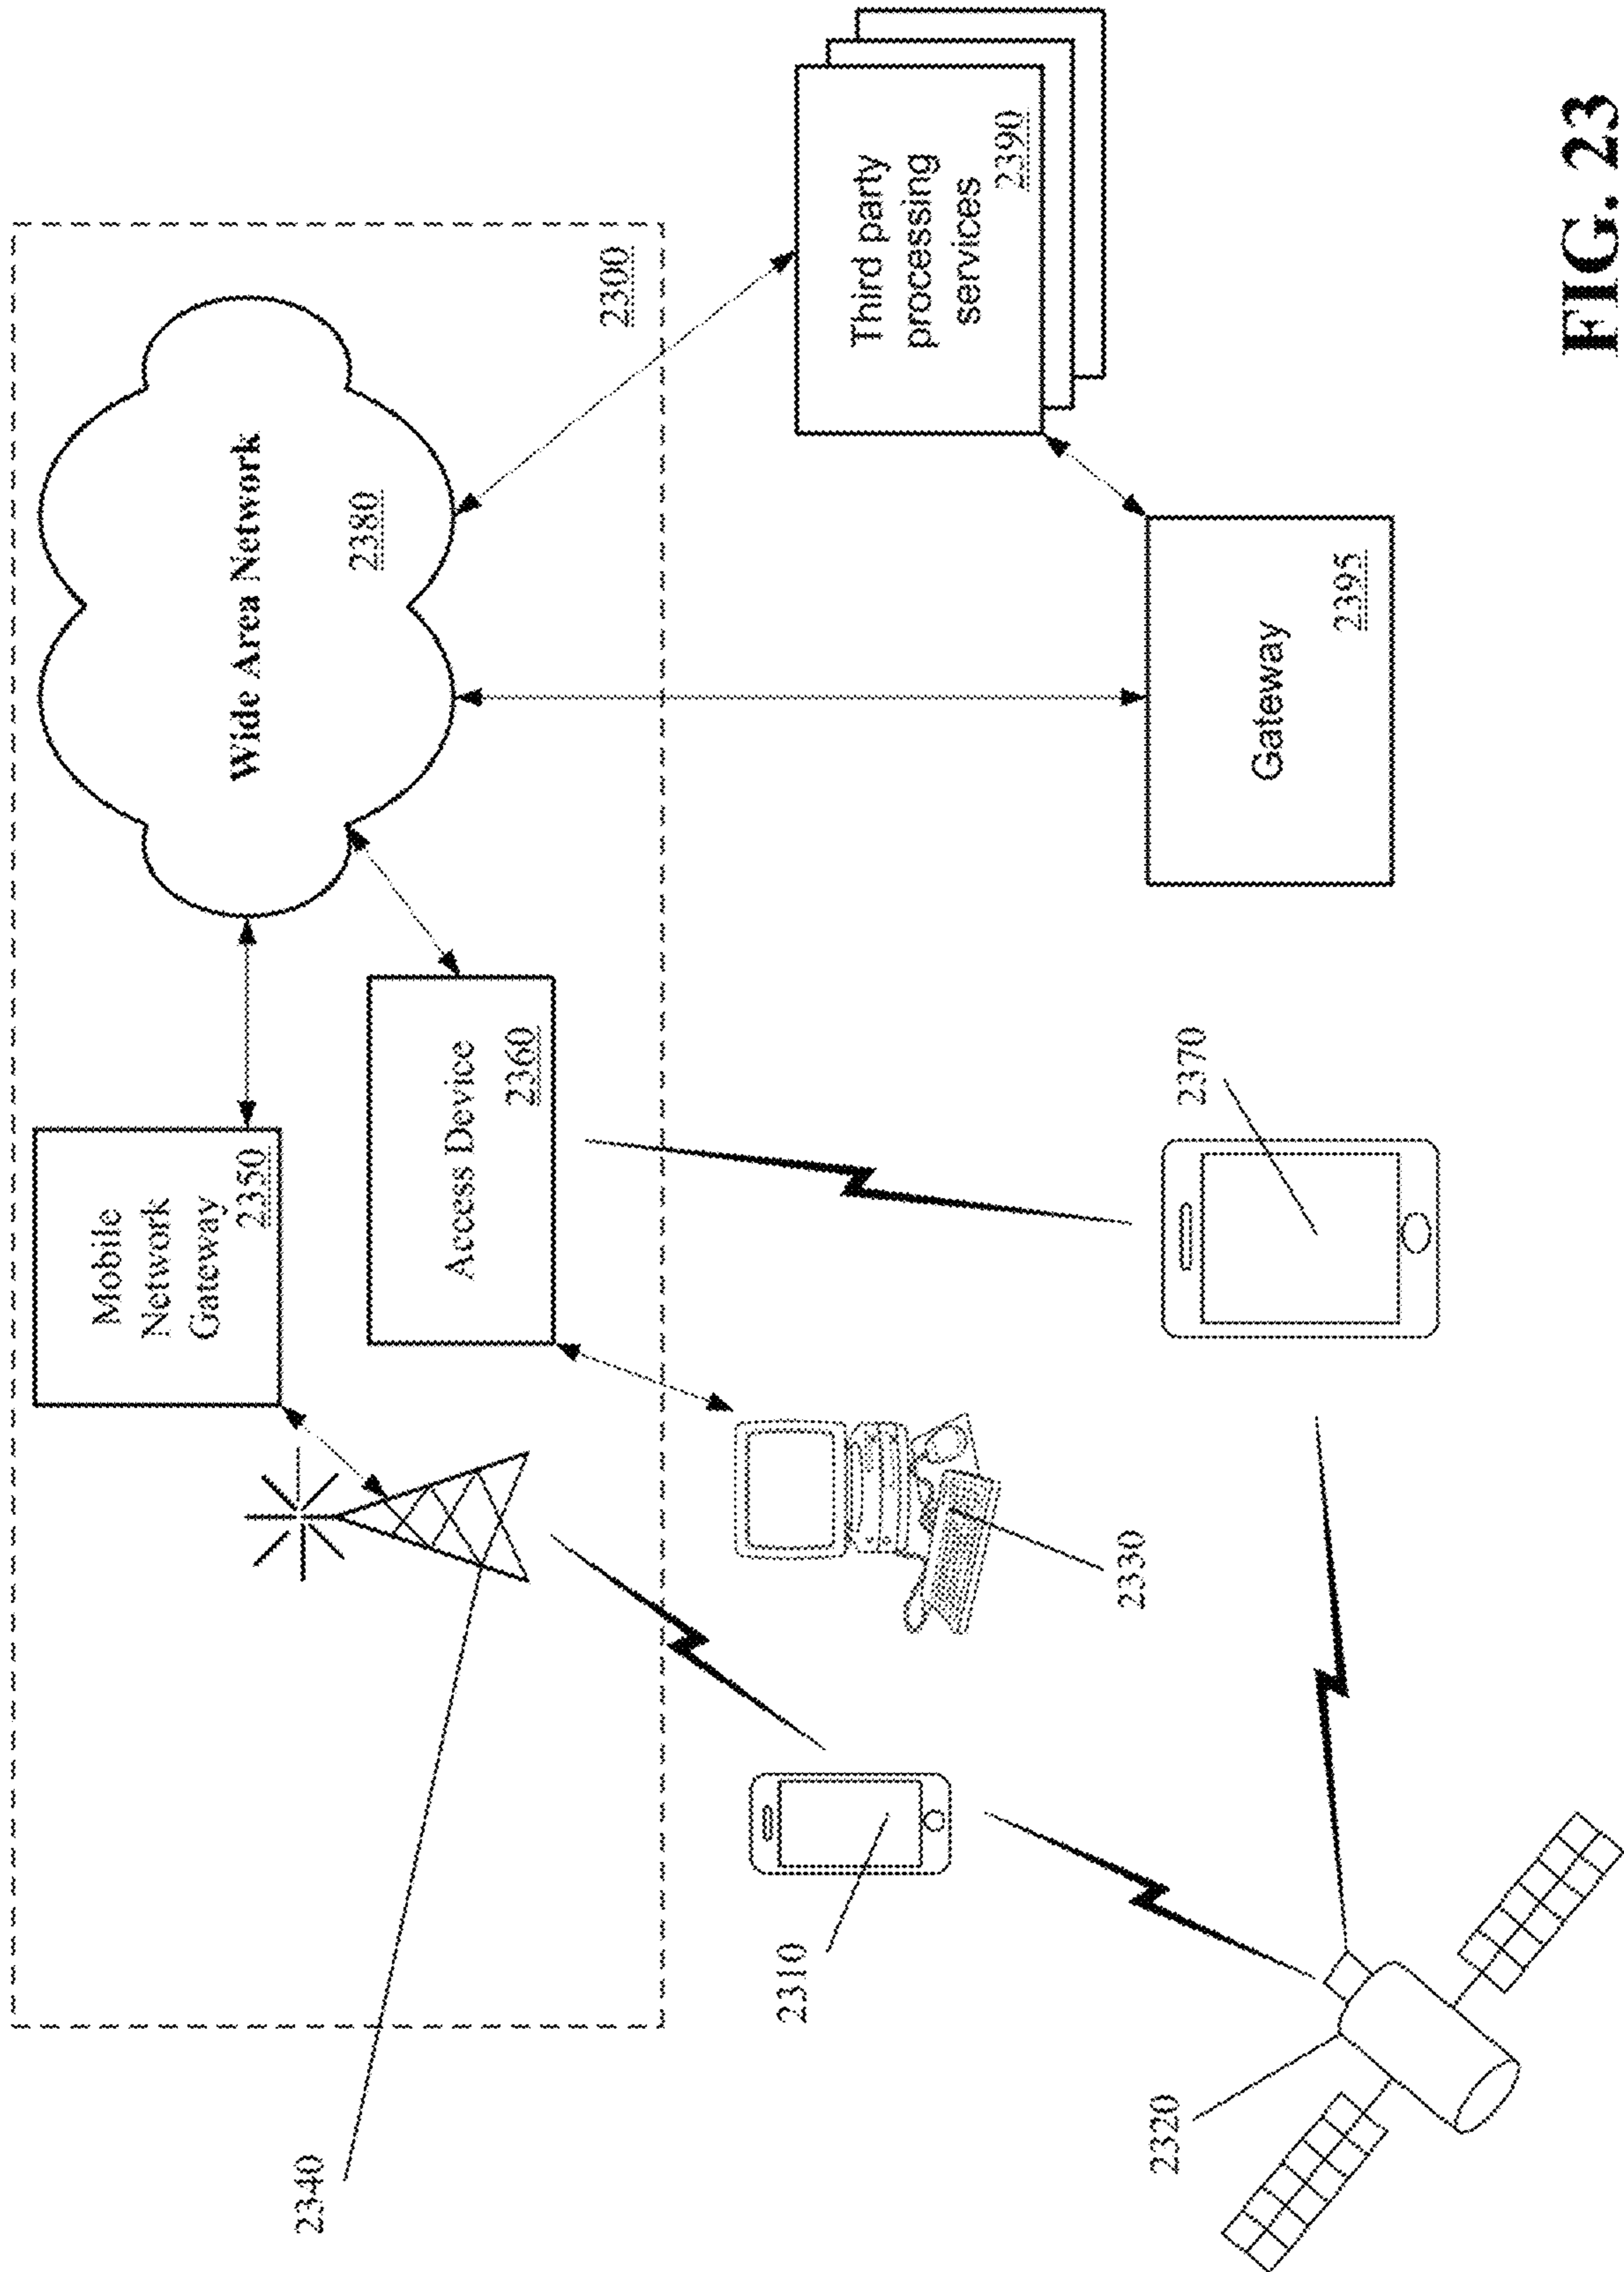 2340
Mobile
Network
Gateway
2350
Wide Area Network
2380
Access Device
2360
2300
2310
2330
Third party
processing
services
2390
2320
2370
Gateway
2395
FIG. 23